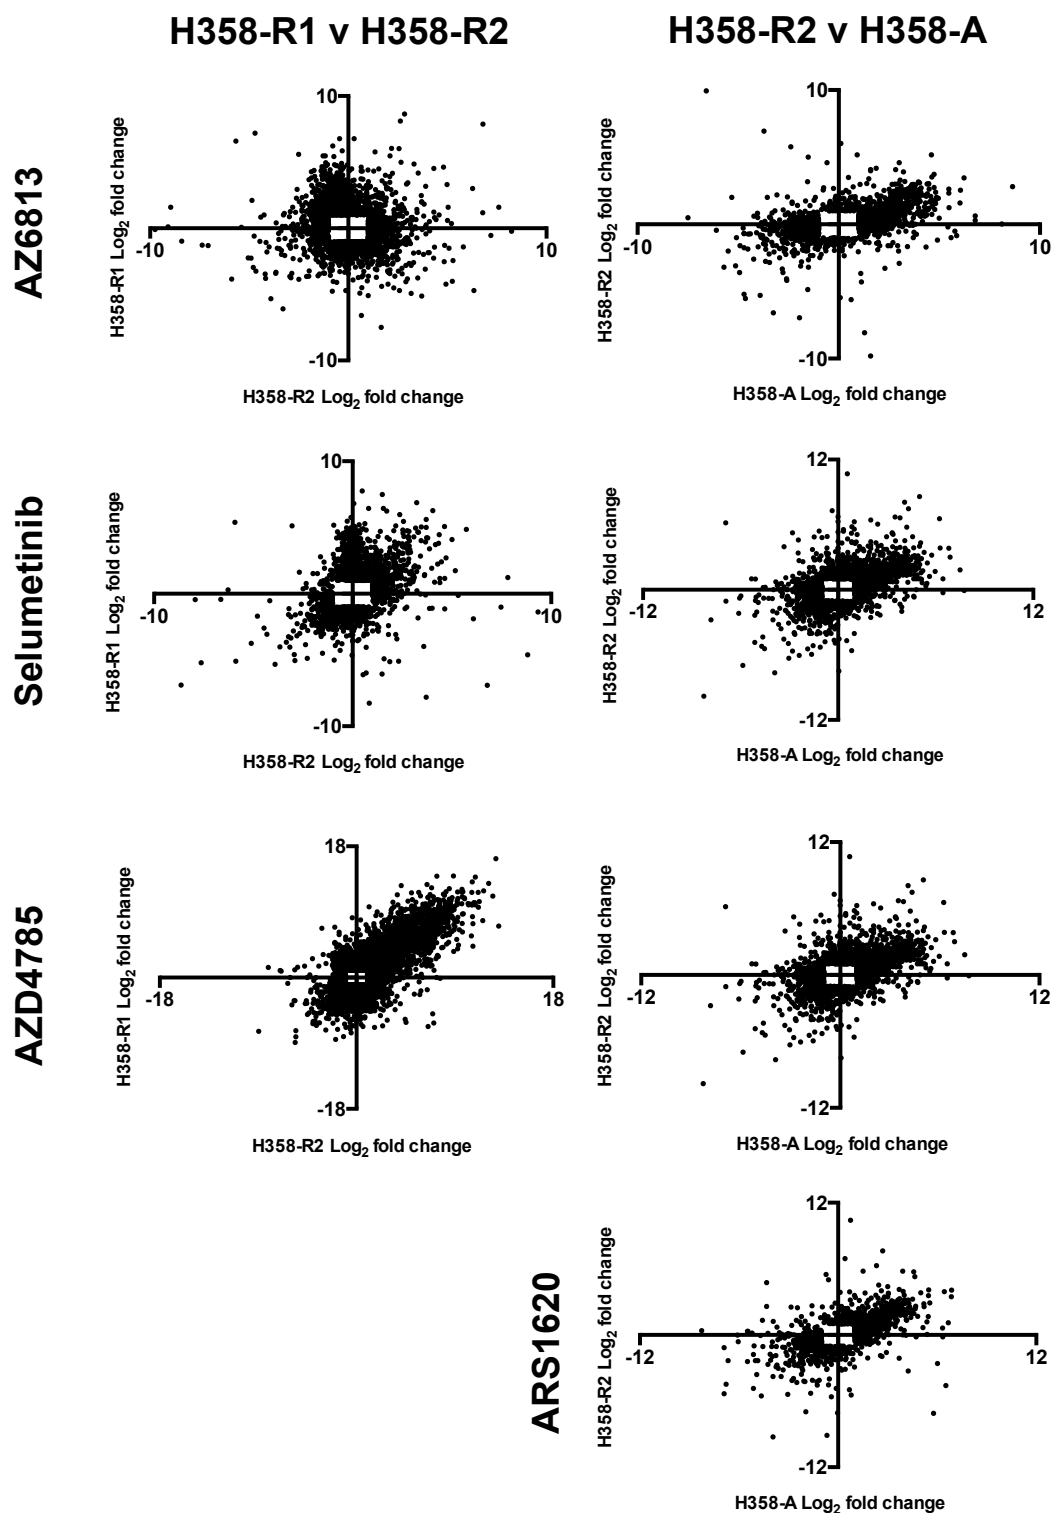 H358-R1 v H358-R2
H358-R2 v H358-A
AZ6813
10
-10
10
-10
H358-R1 Log2 fold change
H358-R2 Log2 fold change
10
-10
10
-10
H358-R2 Log2 fold change
H358-A Log2 fold change
Selumetinib
10
-10
10
-10
H358-R1 Log2 fold change
H358-R2 Log2 fold change
12
-12
12
-12
H358-R2 Log2 fold change
H358-A Log2 fold change
AZD4785
18
-18
18
-18
H358-R1 Log2 fold change
H358-R2 Log2 fold change
12
-12
12
-12
H358-R2 Log2 fold change
H358-A Log2 fold change
ARS1620
12
-12
12
-12
H358-R2 Log2 fold change
H358-A Log2 fold change